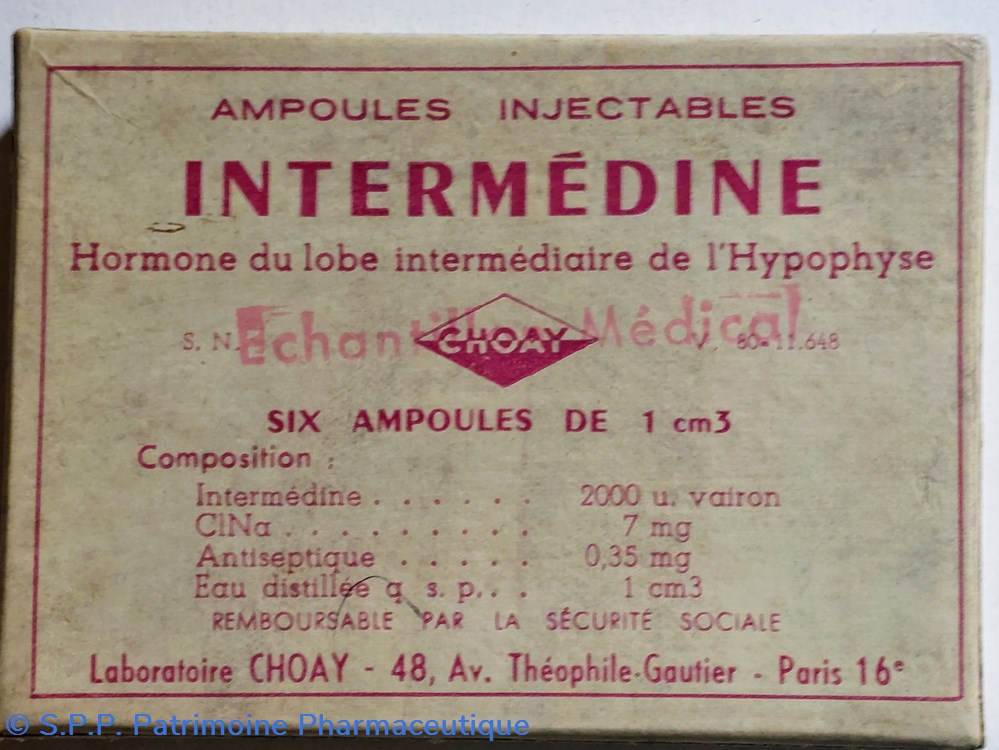 AMPOULES INJECTABLES
INTERMÉDINE
Hormone du lobe intermédiaire de l'Hypophyse
Échantillon Médical
S. N. V. 80-11.648
CHOAY
SIX AMPOULES DE 1 cm3
Composition :
Intermédine . . . . . . 2000 u. vairon
ClNa . . . . . . . . . 7 mg
Antiseptique . . . . . 0,35 mg
Eau distillée q. s. p. . . 1 cm3
REMBOURSABLE PAR LA SÉCURITÉ SOCIALE
Laboratoire CHOAY - 48, Av. Théophile-Gautier - Paris 16e
© S.P.P. Patrimoine Pharmaceutique